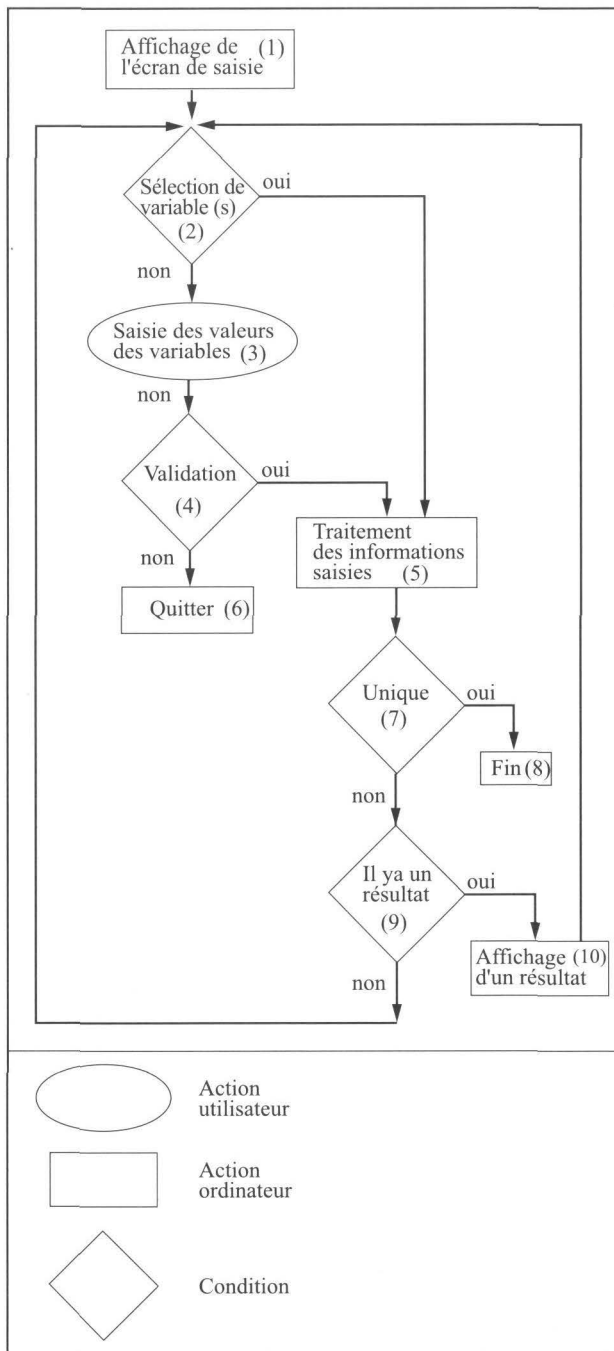 Affichage de (1)
l'écran de saisie
Sélection de
variable (s)
(2)
oui
non
Saisie des valeurs
des variables (3)
non
Validation
(4)
oui
non
Quitter (6)
Traitement
des informations
saisies (5)
Unique
(7)
oui
Fin (8)
non
Il ya un
résultat
(9)
oui
Affichage (10)
d'un résultat
non
Action
utilisateur
Action
ordinateur
Condition